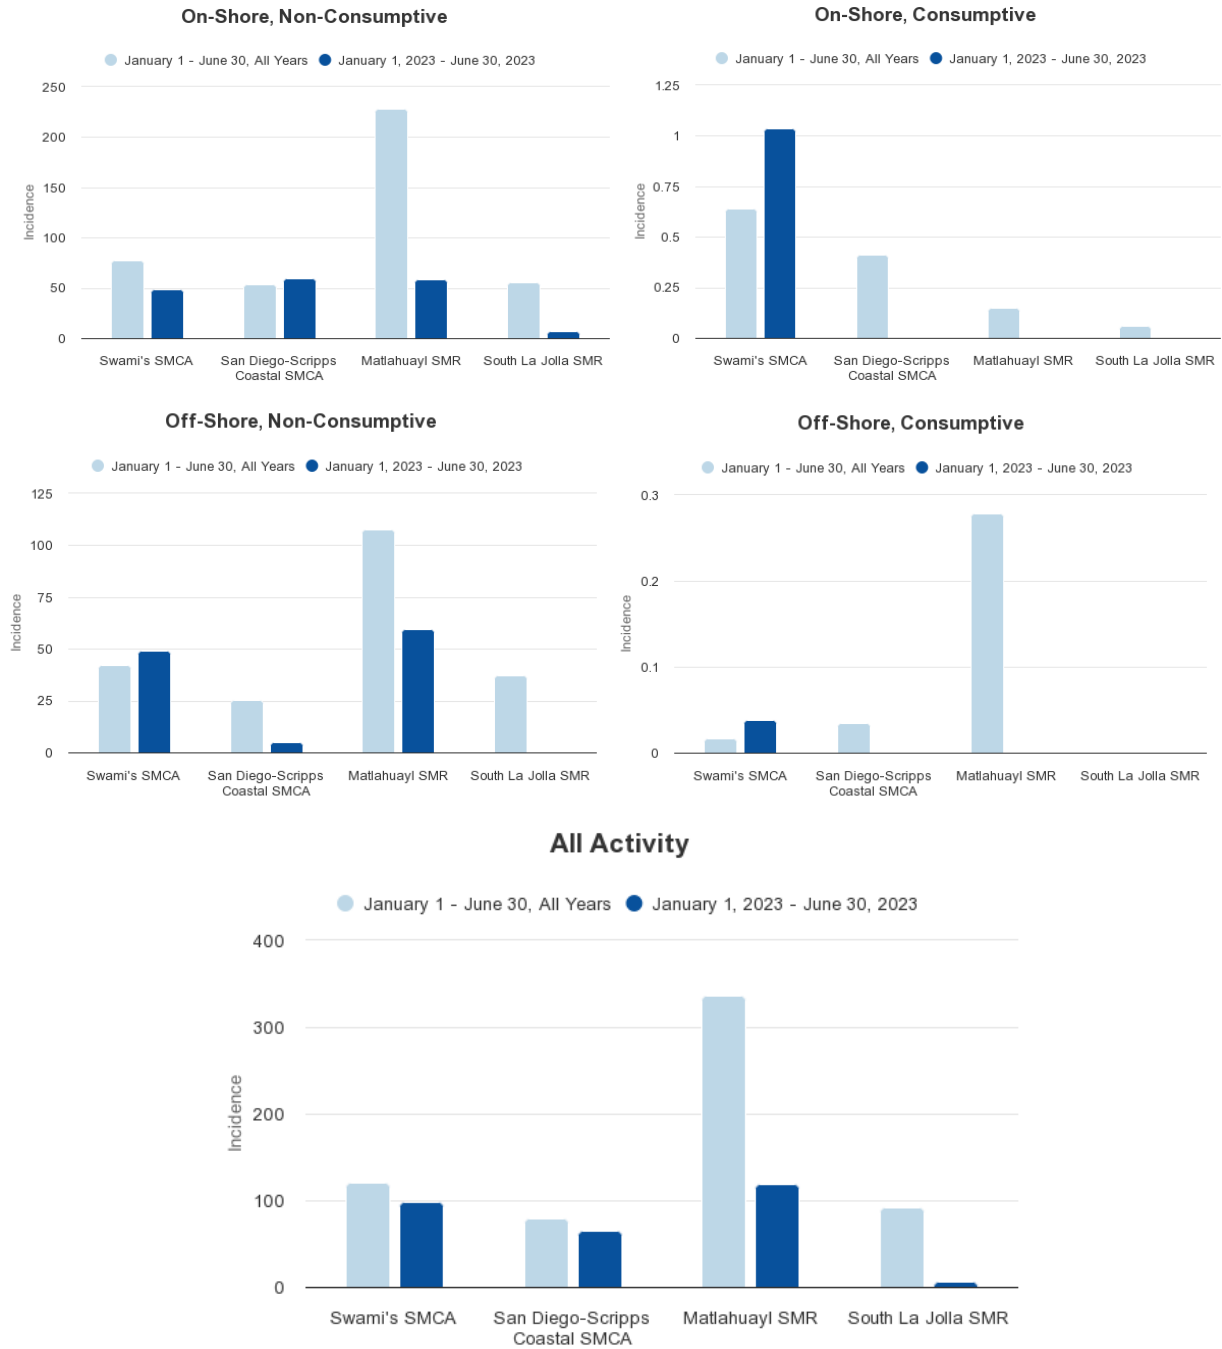 On-Shore, Non-Consumptive
January 1 - June 30, All Years
January 1, 2023 - June 30, 2023
250
200
150
100
50
0
Incidence
Swami's SMCA
San Diego-Scripps
Coastal SMCA
Matlahuayl SMR
South La Jolla SMR
On-Shore, Consumptive
January 1 - June 30, All Years
January 1, 2023 - June 30, 2023
1.25
1
0.75
0.5
0.25
0
Incidence
Swami's SMCA
San Diego-Scripps
Coastal SMCA
Matlahuayl SMR
South La Jolla SMR
Off-Shore, Non-Consumptive
January 1 - June 30, All Years
January 1, 2023 - June 30, 2023
125
100
75
50
25
0
Incidence
Swami's SMCA
San Diego-Scripps
Coastal SMCA
Matlahuayl SMR
South La Jolla SMR
Off-Shore, Consumptive
January 1 - June 30, All Years
January 1, 2023 - June 30, 2023
0.3
0.2
0.1
0
Incidence
Swami's SMCA
San Diego-Scripps
Coastal SMCA
Matlahuayl SMR
South La Jolla SMR
All Activity
January 1 - June 30, All Years
January 1, 2023 - June 30, 2023
400
300
200
100
0
Incidence
Swami's SMCA
San Diego-Scripps
Coastal SMCA
Matlahuayl SMR
South La Jolla SMR